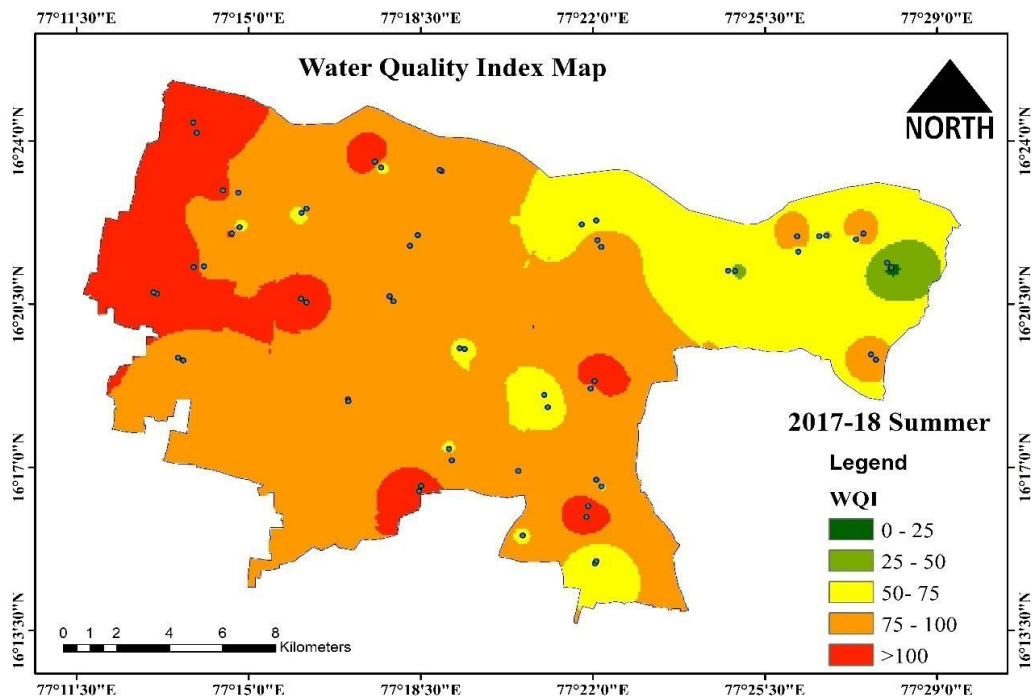 77°11'30"E 77°15'0"E 77°18'30"E 77°22'0"E 77°25'30"E 77°29'0"E
Water Quality Index Map
NORTH
16°24'0"N 16°24'0"N
16°20'30"N 16°20'30"N
16°17'0"N 16°17'0"N
16°13'30"N 16°13'30"N
2017-18 Summer
Legend
WQI
0 - 25
25 - 50
50- 75
75 - 100
>100
0 1 2 4 6 8
Kilometers
77°11'30"E 77°15'0"E 77°18'30"E 77°22'0"E 77°25'30"E 77°29'0"E